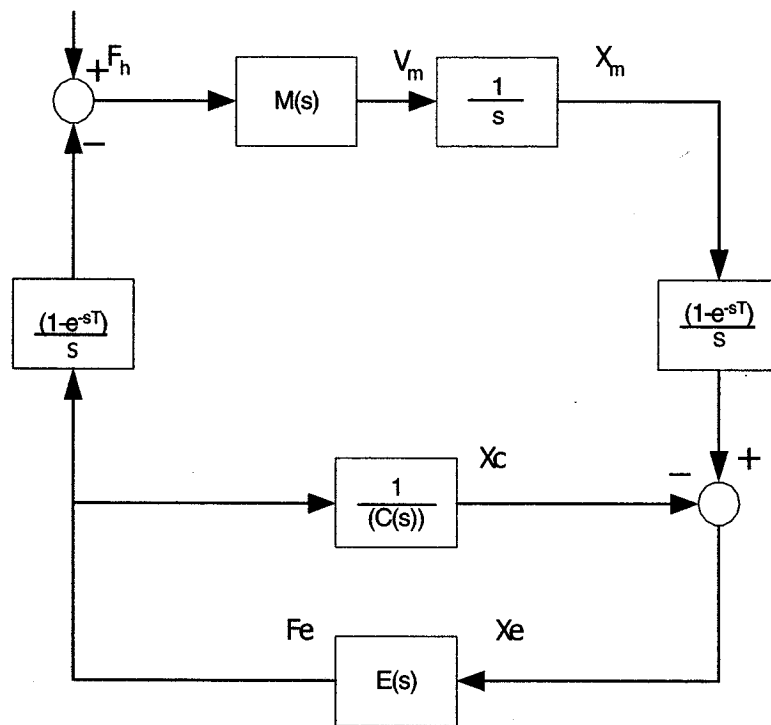 + F_h
−
M(s)
V_m
1
s
X_m
(1-e^{-sT})
s
(1-e^{-sT})
s
Xc
−
+
1
(C(s))
Fe
E(s)
Xe